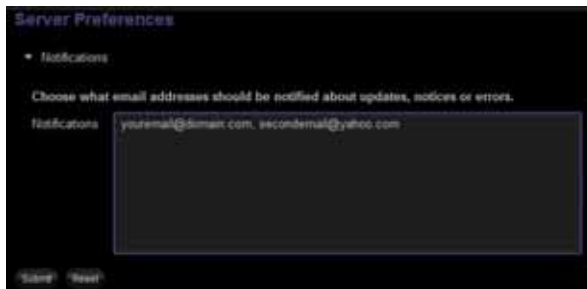 Server Preferences
Notifications
Choose what email addresses should be notified about updates, notices or errors.
Notifications
youremail@domain.com, secondemail@yahoo.com
Submit Reset